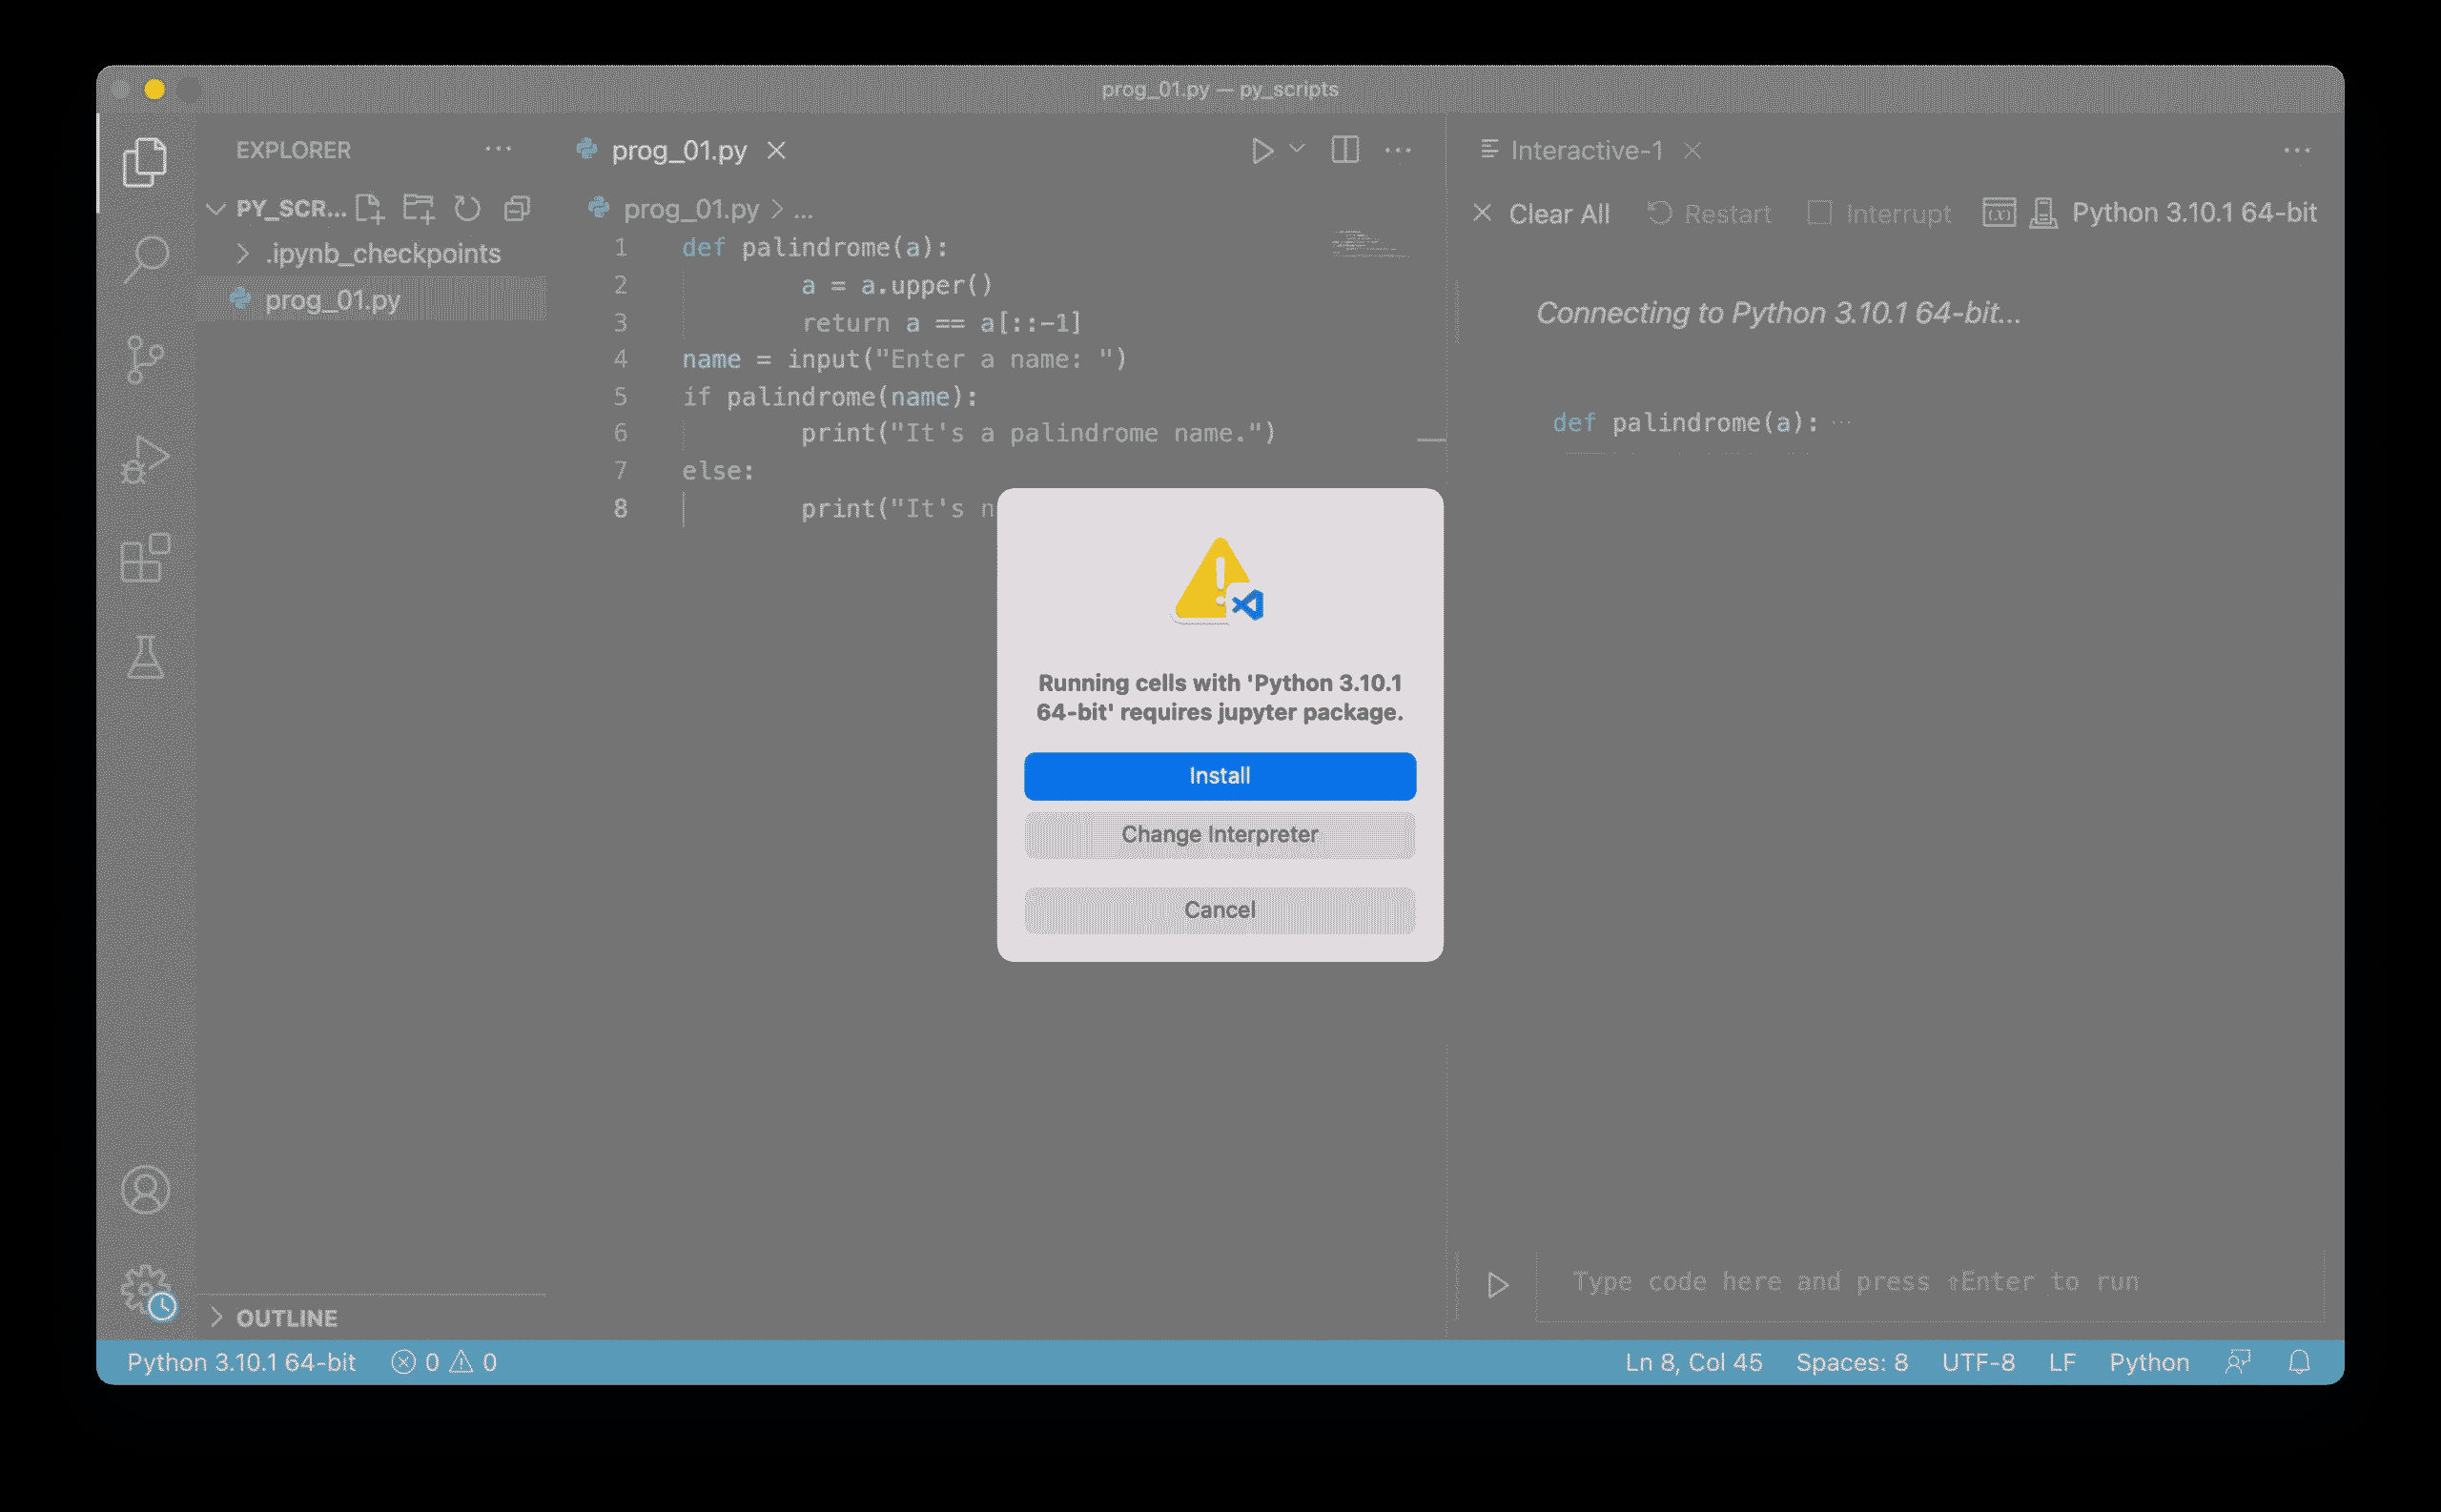 prog_01.py — py_scripts
EXPLORER
PY_SCR...
.ipynb_checkpoints
prog_01.py
OUTLINE
prog_01.py
prog_01.py > ...
1 def palindrome(a):
2 a = a.upper()
3 return a == a[::-1]
4 name = input("Enter a name: ")
5 if palindrome(name):
6 print("It's a palindrome name.")
7 else:
8 print("It's n
Interactive-1
Clear All Restart Interrupt Python 3.10.1 64-bit
Connecting to Python 3.10.1 64-bit...
def palindrome(a): ...
Type code here and press ⇧Enter to run
Running cells with 'Python 3.10.1
64-bit' requires jupyter package.
Install
Change Interpreter
Cancel
Python 3.10.1 64-bit 0 0 Ln 8, Col 45 Spaces: 8 UTF-8 LF Python